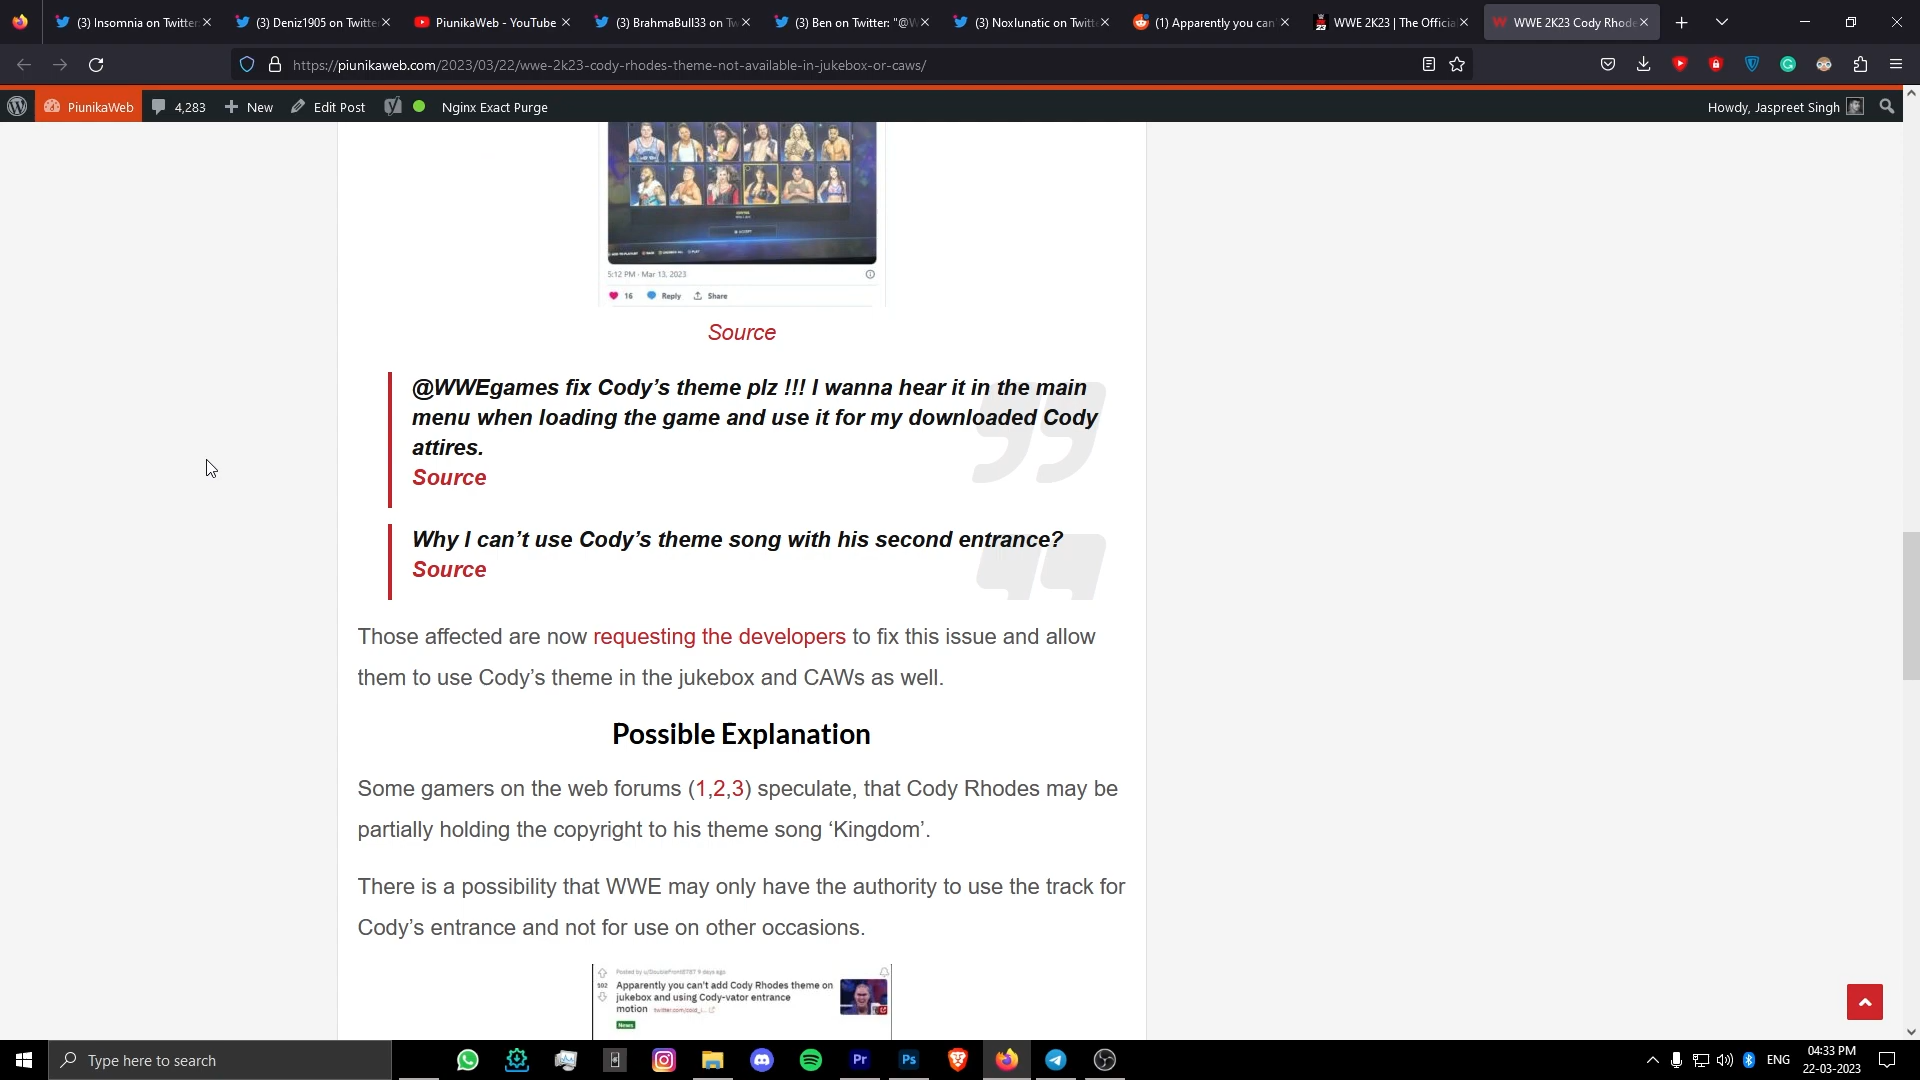 (3) Insomnia on Twitter
(3) Deniz1905 on Twitte
PiunikaWeb - YouTube
(3) BrahmaBull33 on Tw
(3) Ben on Twitter: "@W
(3) Noxlunatic on Twitt
(1) Apparently you can
WWE 2K23 | The Officia
WWE 2K23 Cody Rhode
https://piunikaweb.com/2023/03/22/wwe-2k23-cody-rhodes-theme-not-available-in-jukebox-or-caws/
PiunikaWeb 4,283 New Edit Post Nginx Exact Purge Howdy, Jaspreet Singh
5:12 PM · Mar 13, 2023
16 Reply Share
Source
@WWEgames fix Cody’s theme plz !!! I wanna hear it in the main
menu when loading the game and use it for my downloaded Cody
attires.
Source
Why I can’t use Cody’s theme song with his second entrance?
Source
Those affected are now requesting the developers to fix this issue and allow
them to use Cody’s theme in the jukebox and CAWs as well.
Possible Explanation
Some gamers on the web forums (1,2,3) speculate, that Cody Rhodes may be
partially holding the copyright to his theme song ‘Kingdom’.
There is a possibility that WWE may only have the authority to use the track for
Cody’s entrance and not for use on other occasions.
102
Apparently you can't add Cody Rhodes theme on
jukebox and using Cody-vator entrance
motion
News
Type here to search
Pr Ps ENG 04:33 PM
22-03-2023